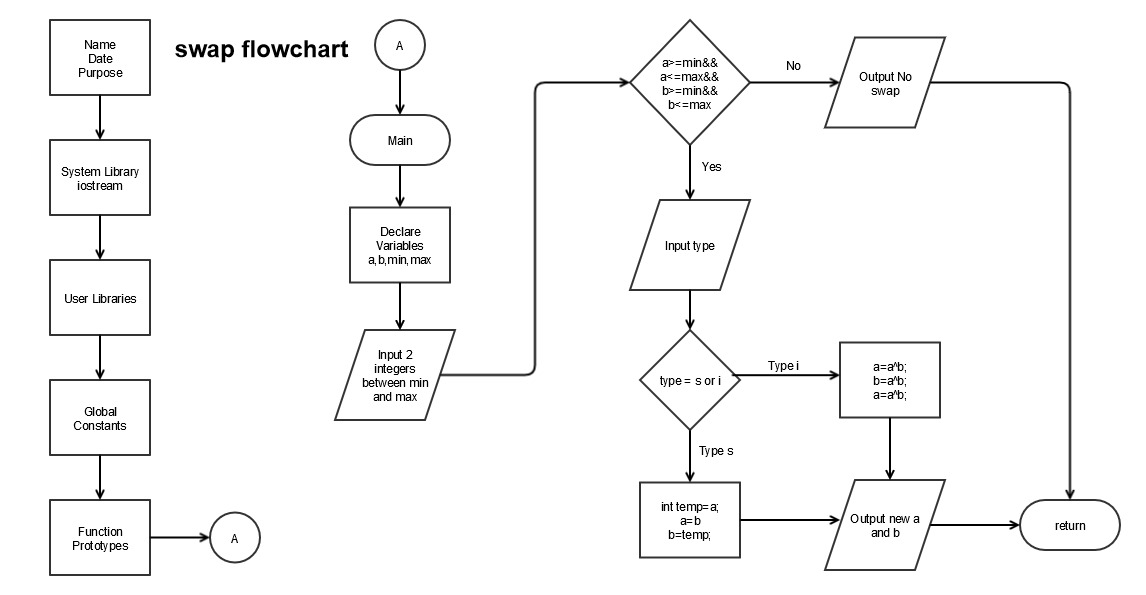 Name
Date
Purpose
System Library
iostream
User Libraries
Global
Constants
Function
Prototypes
A
swap flowchart
A
Main
Declare
Variables
a,b,min,max
Input 2
integers
between min
and max
a>=min&&
a<=max&&
b>=min&&
b<=max
No
Output No
swap
Yes
Input type
type = s or i
Type i
a=a^b;
b=a^b;
a=a^b;
Type s
int temp=a;
a=b
b=temp;
Output new a
and b
return